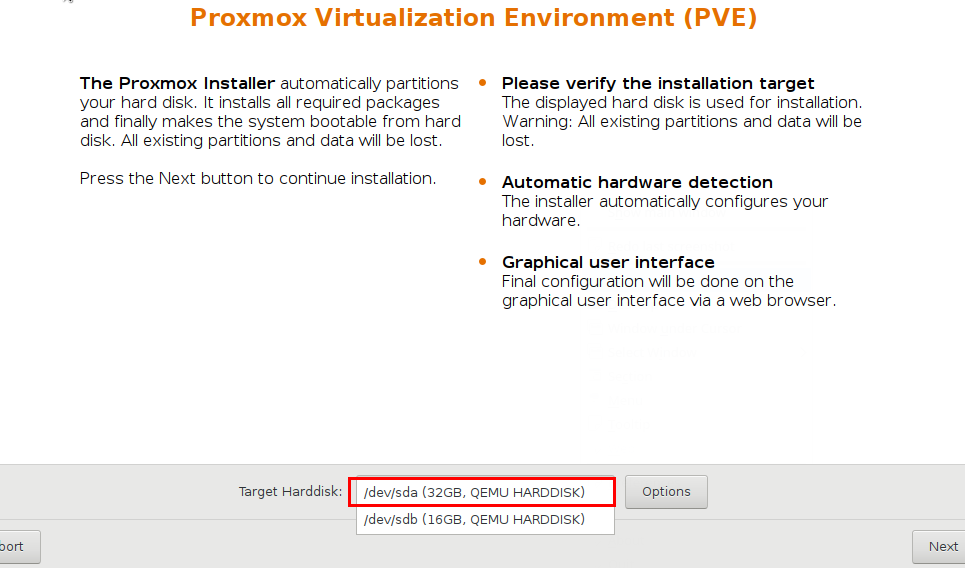 Proxmox Virtualization Environment (PVE)
The Proxmox Installer automatically partitions
your hard disk. It installs all required packages
and finally makes the system bootable from hard
disk. All existing partitions and data will be lost.
Press the Next button to continue installation.
Please verify the installation target
The displayed hard disk is used for installation.
Warning: All existing partitions and data will be
lost.
Automatic hardware detection
The installer automatically configures your
hardware.
Graphical user interface
Final configuration will be done on the
graphical user interface via a web browser.
Target Harddisk: /dev/sda (32GB, QEMU HARDDISK) Options
/dev/sdb (16GB, QEMU HARDDISK)
bort Next